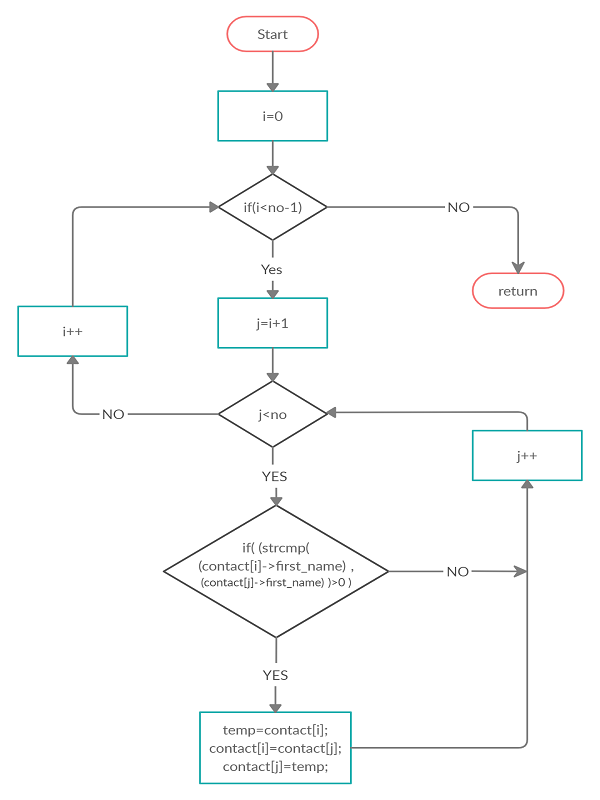 Start
i=0
if(i<no-1)
NO
Yes
return
j=i+1
i++
j<no
NO
j++
YES
if( (strcmp(
(contact[i]->first_name) ,
(contact[j]->first_name) )>0 )
NO
YES
temp=contact[i];
contact[i]=contact[j];
contact[j]=temp;